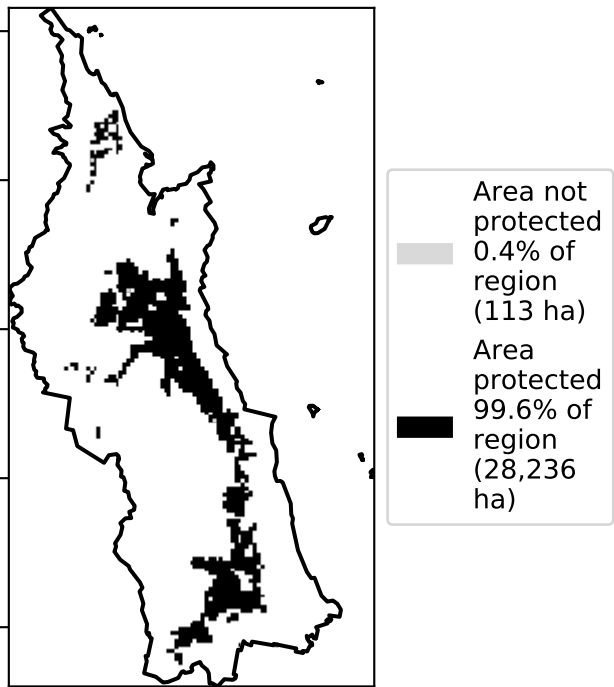 Area not
protected
0.4% of
region
(113 ha)
Area
protected
99.6% of
region
(28,236
ha)